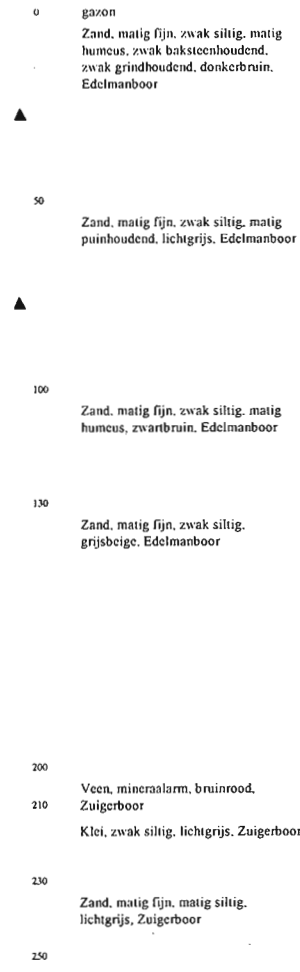 0 gazon
Zand, matig fijn, zwak siltig, matig
humeus, zwak baksteenhoudend,
zwak grindhoudend, donkerbruin,
Edelmanboor
50
Zand, matig fijn, zwak siltig, matig
puinhoudend, lichtgrijs, Edelmanboor
100
Zand, matig fijn, zwak siltig, matig
humeus, zwartbruin, Edelmanboor
130
Zand, matig fijn, zwak siltig,
grijsbeige, Edelmanboor
200
Veen, mineraalarm, bruinrood,
210 Zuigerboor
Klei, zwak siltig, lichtgrijs, Zuigerboor
230
Zand, matig fijn, matig siltig,
lichtgrijs, Zuigerboor
250